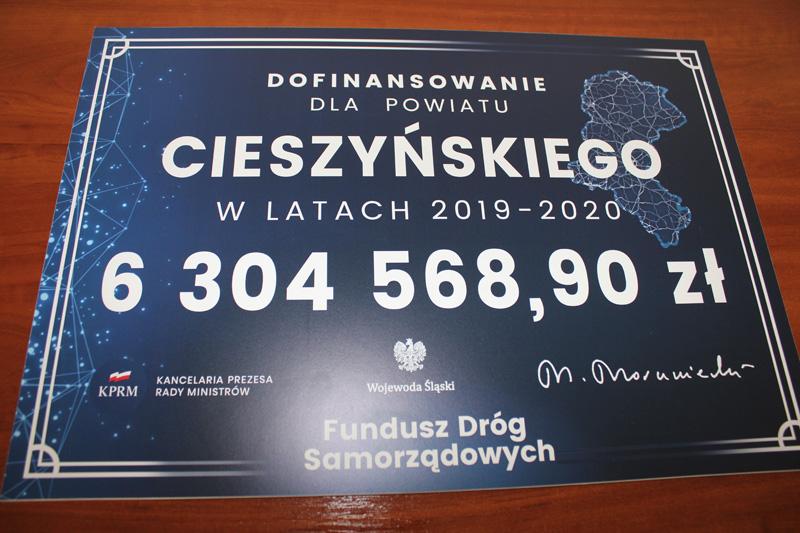 DOFINANSOWANIE
DLA POWIATU
CIESZYŃSKIEGO
W LATACH 2019-2020
6 304 568,90 zł
KPRM
KANCELARIA PREZESA
RADY MINISTRÓW
Wojewoda Śląski
M. Morawiecki
Fundusz Dróg
Samorządowych